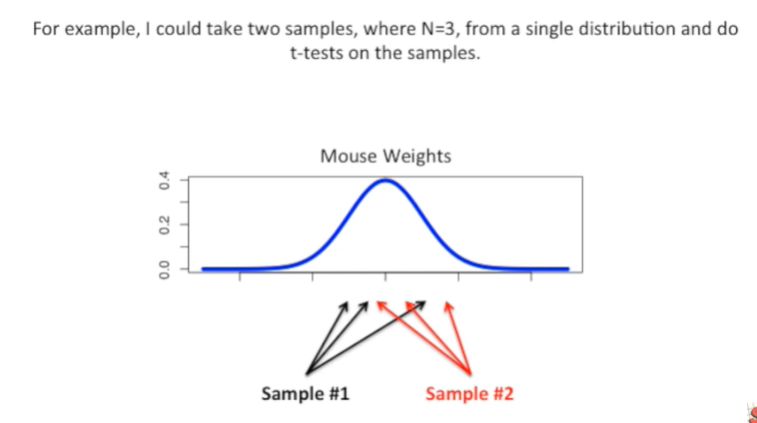 For example, I could take two samples, where N=3, from a single distribution and do
t-tests on the samples.
Mouse Weights
0.4
0.2
0.0
Sample #1
Sample #2